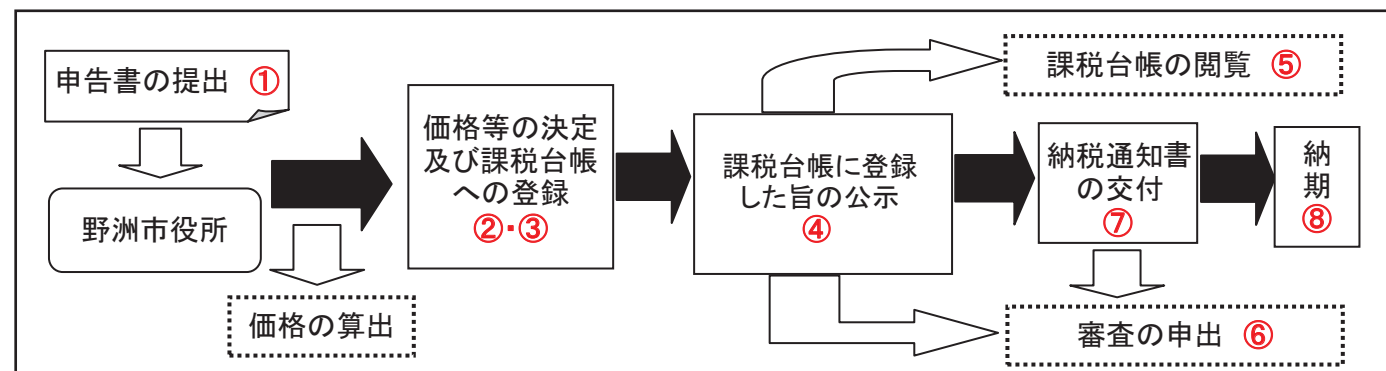 申告書の提出 ①
野洲市役所
価格の算出
価格等の決定
及び課税台帳
への登録
②・③
課税台帳に登録
した旨の公示
④
課税台帳の閲覧 ⑤
納税通知書
の交付
⑦
審査の申出 ⑥
納
期
⑧